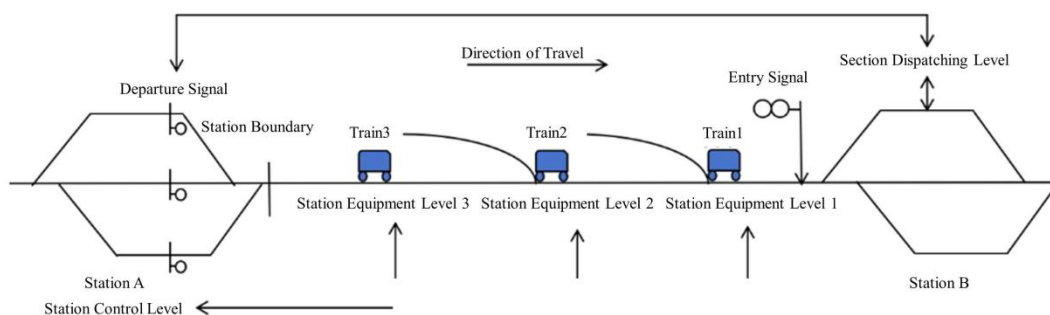 Direction of Travel
Section Dispatching Level
Entry Signal
Departure Signal
Station Boundary
Train3
Train2
Train1
Station Equipment Level 3
Station Equipment Level 2
Station Equipment Level 1
Station A
Station B
Station Control Level